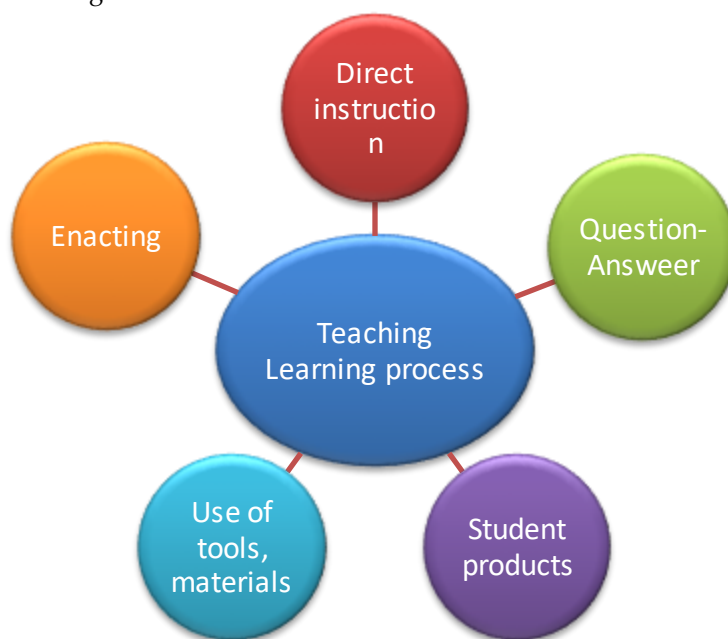 Direct
instructio
n
Enacting
Question-
Answeer
Teaching
Learning process
Use of
tools,
materials
Student
products